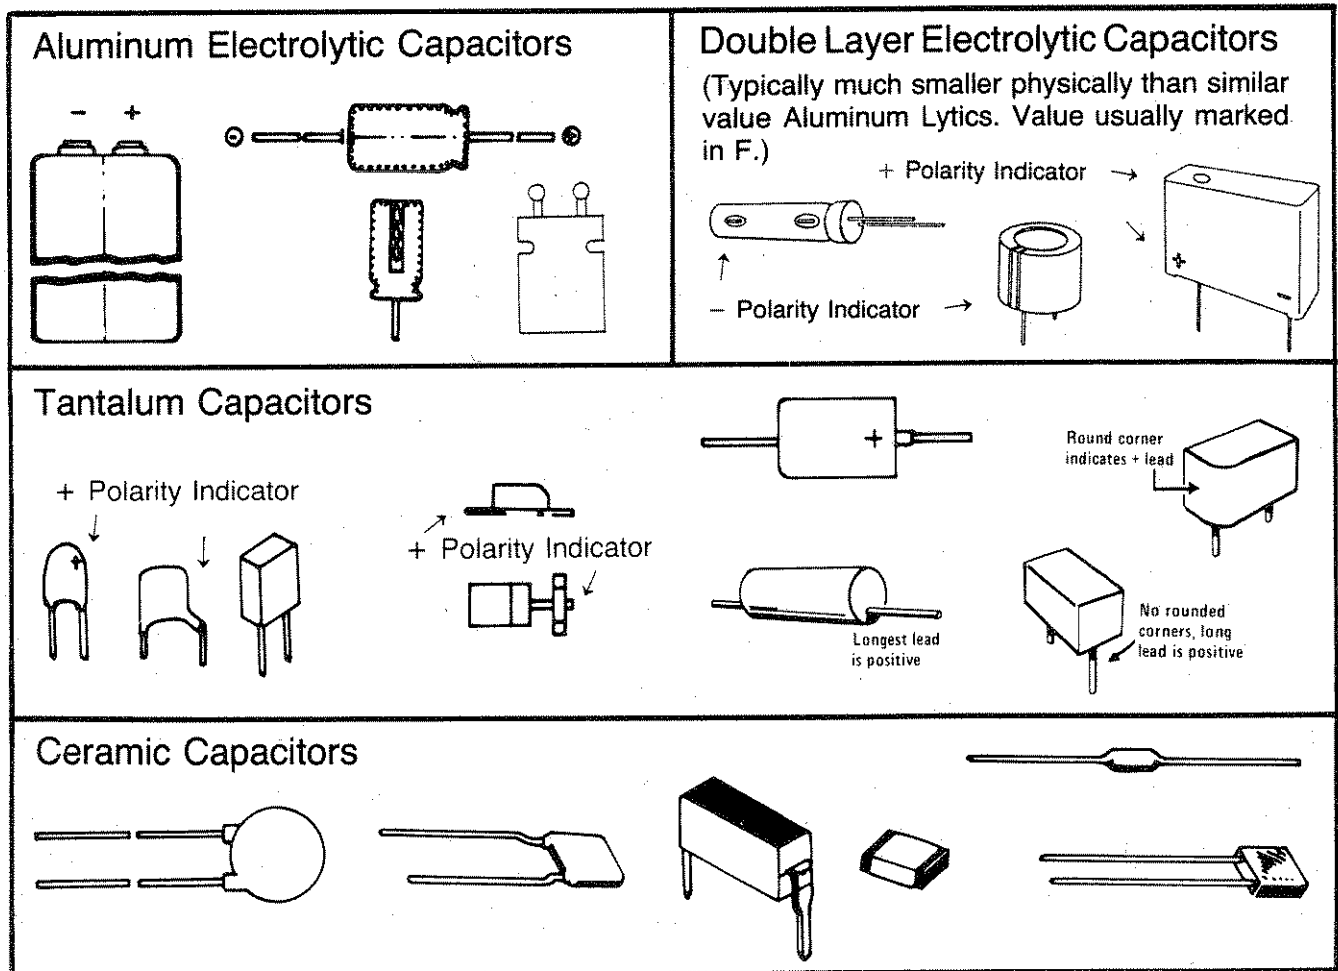 Aluminum Electrolytic Capacitors
− +
⊖ ⊕
Double Layer Electrolytic Capacitors
(Typically much smaller physically than similar
value Aluminum Lytics. Value usually marked
in F.)
+ Polarity Indicator →
− Polarity Indicator →
+
−
Tantalum Capacitors
+ Polarity Indicator
+
+ Polarity Indicator
+
Longest lead
is positive
Round corner
indicates + lead
No rounded
corners, long
lead is positive
Ceramic Capacitors